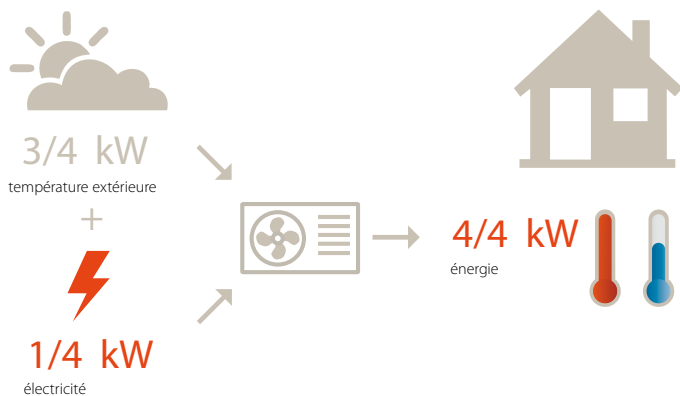 3/4 kW
température extérieure
+
1/4 kW
électricité
4/4 kW
énergie